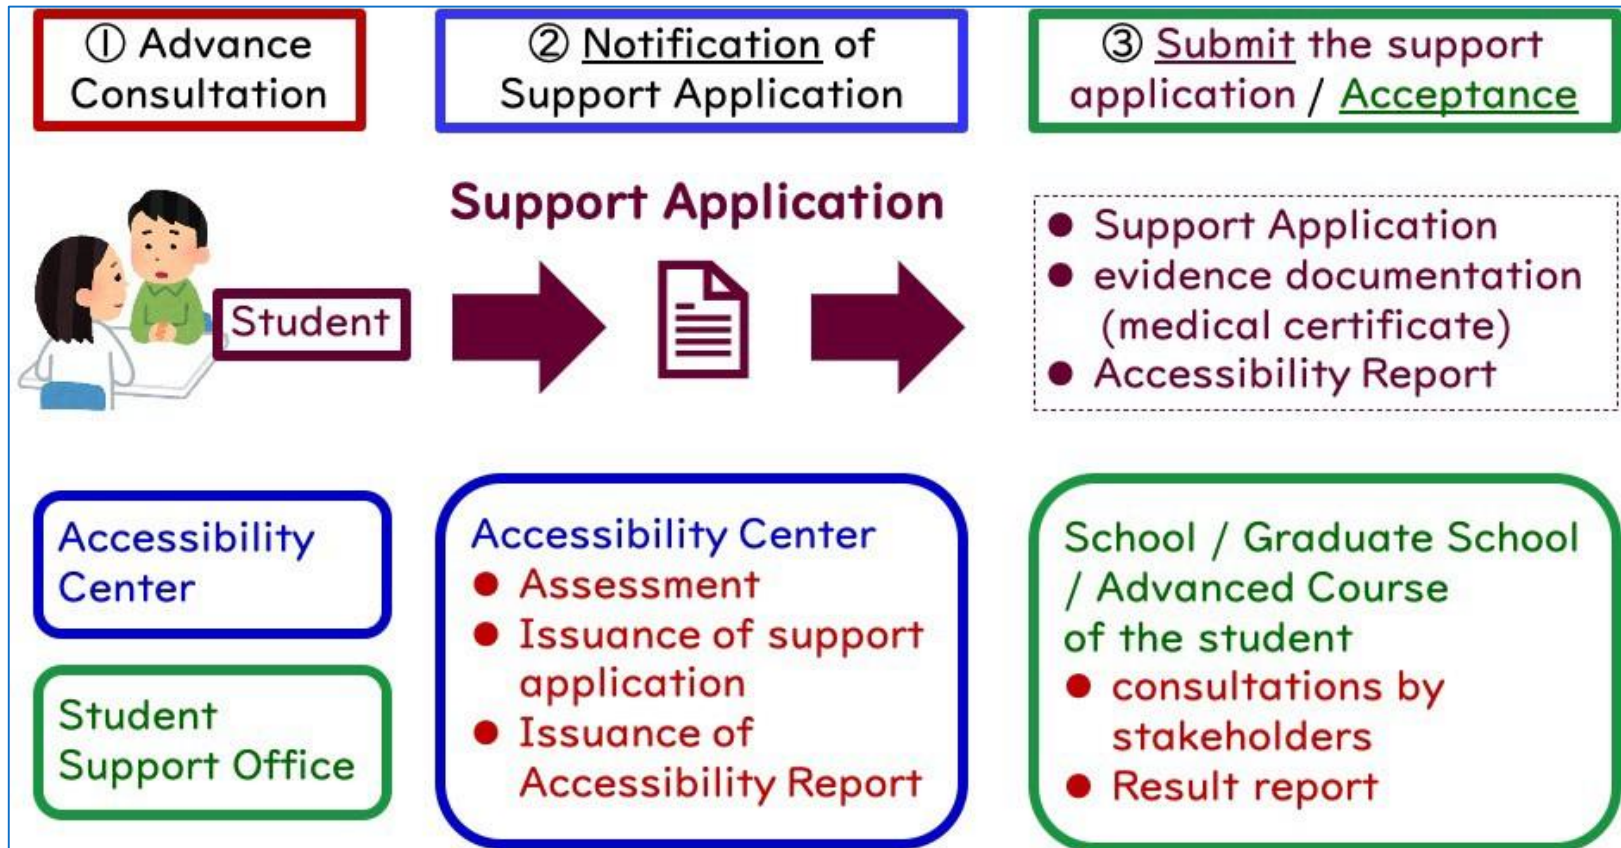 ① Advance
Consultation
② Notification of
Support Application
③ Submit the support
application / Acceptance
Student
Support Application
● Support Application
● evidence documentation
(medical certificate)
● Accessibility Report
Accessibility
Center
Student
Support Office
Accessibility Center
● Assessment
● Issuance of support
application
● Issuance of
Accessibility Report
School / Graduate School
/ Advanced Course
of the student
● consultations by
stakeholders
● Result report